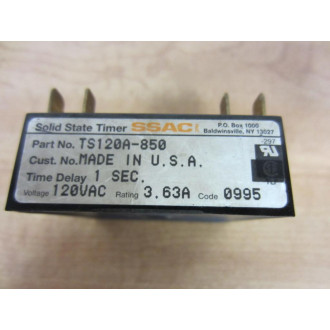 Solid State Timer SSAC
P.O. Box 1000
Baldwinsville, NY 13027
Part No. TS120A-850
Cust. No. MADE IN U.S.A.
Time Delay 1 SEC.
Voltage 120VAC Rating 3.63A Code 0995